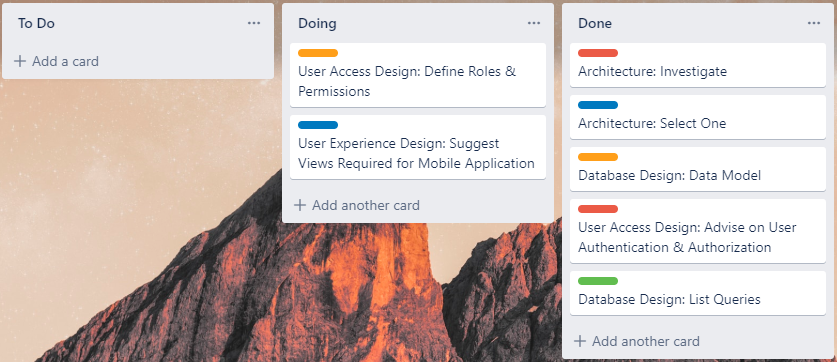 To Do
Add a card
Doing
User Access Design: Define Roles &
Permissions
User Experience Design: Suggest
Views Required for Mobile Application
Add another card
Done
Architecture: Investigate
Architecture: Select One
Database Design: Data Model
User Access Design: Advise on User
Authentication & Authorization
Database Design: List Queries
Add another card